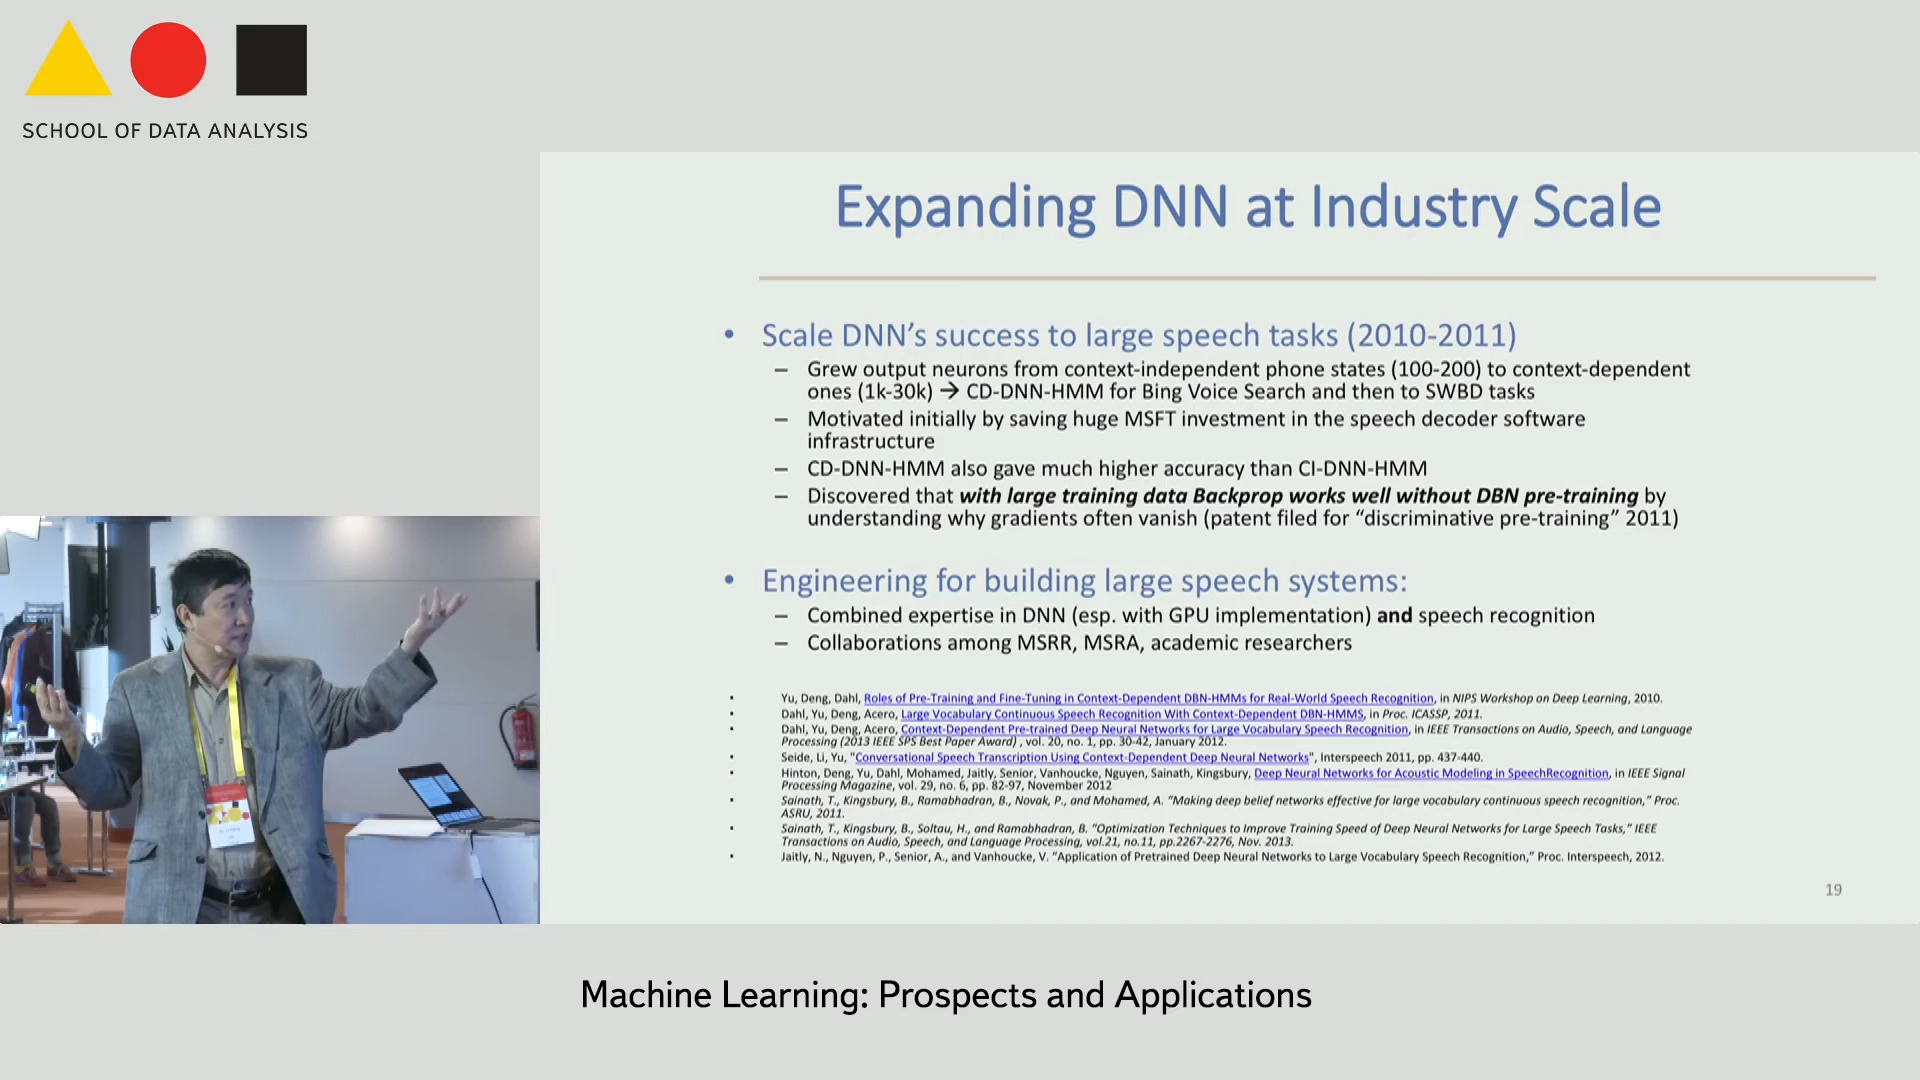 SCHOOL OF DATA ANALYSIS
Expanding DNN at Industry Scale
• Scale DNN's success to large speech tasks (2010-2011)
– Grew output neurons from context-independent phone states (100-200) to context-dependent
ones (1k-30k) → CD-DNN-HMM for Bing Voice Search and then to SWBD tasks
– Motivated initially by saving huge MSFT investment in the speech decoder software
infrastructure
– CD-DNN-HMM also gave much higher accuracy than CI-DNN-HMM
– Discovered that with large training data Backprop works well without DBN pre-training by
understanding why gradients often vanish (patent filed for “discriminative pre-training” 2011)
• Engineering for building large speech systems:
– Combined expertise in DNN (esp. with GPU implementation) and speech recognition
– Collaborations among MSRR, MSRA, academic researchers
• Yu, Deng, Dahl, Roles of Pre-Training and Fine-Tuning in Context-Dependent DBN-HMMs for Real-World Speech Recognition, in NIPS Workshop on Deep Learning, 2010.
• Dahl, Yu, Deng, Acero, Large Vocabulary Continuous Speech Recognition With Context-Dependent DBN-HMMS, in Proc. ICASSP, 2011.
• Dahl, Yu, Deng, Acero, Context-Dependent Pre-trained Deep Neural Networks for Large Vocabulary Speech Recognition, in IEEE Transactions on Audio, Speech, and Language
Processing (2013 IEEE SPS Best Paper Award) , vol. 20, no. 1, pp. 30-42, January 2012.
• Seide, Li, Yu, "Conversational Speech Transcription Using Context-Dependent Deep Neural Networks", Interspeech 2011, pp. 437-440.
• Hinton, Deng, Yu, Dahl, Mohamed, Jaitly, Senior, Vanhoucke, Nguyen, Sainath, Kingsbury, Deep Neural Networks for Acoustic Modeling in SpeechRecognition, in IEEE Signal
Processing Magazine, vol. 29, no. 6, pp. 82-97, November 2012
• Sainath, T., Kingsbury, B., Ramabhadran, B., Novak, P., and Mohamed, A. “Making deep belief networks effective for large vocabulary continuous speech recognition,” Proc.
ASRU, 2011.
• Sainath, T., Kingsbury, B., Soltau, H., and Ramabhadran, B. “Optimization Techniques to Improve Training Speed of Deep Neural Networks for Large Speech Tasks,” IEEE
Transactions on Audio, Speech, and Language Processing, vol.21, no.11, pp.2267-2276, Nov. 2013.
• Jaitly, N., Nguyen, P., Senior, A., and Vanhoucke, V. “Application of Pretrained Deep Neural Networks to Large Vocabulary Speech Recognition,” Proc. Interspeech, 2012.
19
Machine Learning: Prospects and Applications